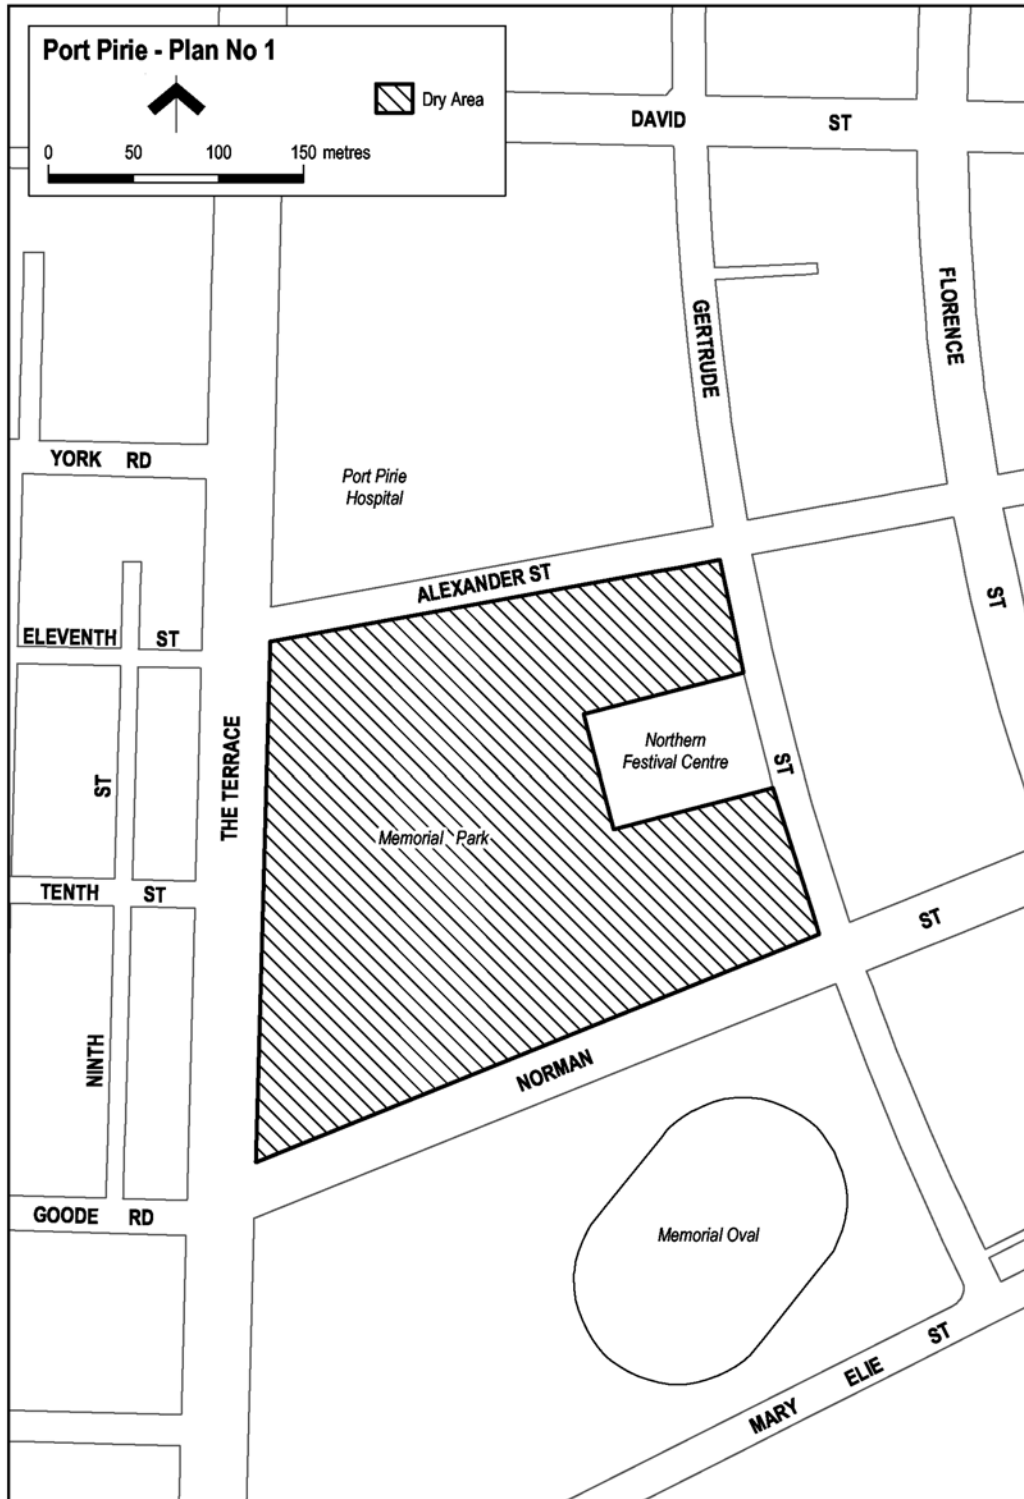 Port Pirie - Plan No 1
Dry Area
0 50 100 150 metres
DAVID ST
GERTRUDE
FLORENCE
YORK RD
Port Pirie
Hospital
ALEXANDER ST
ST
ELEVENTH ST
THE TERRACE
Northern
Festival Centre
ST
ST
Memorial Park
TENTH ST
ST
NINTH
NORMAN
GOODE RD
Memorial Oval
MARY ELIE ST